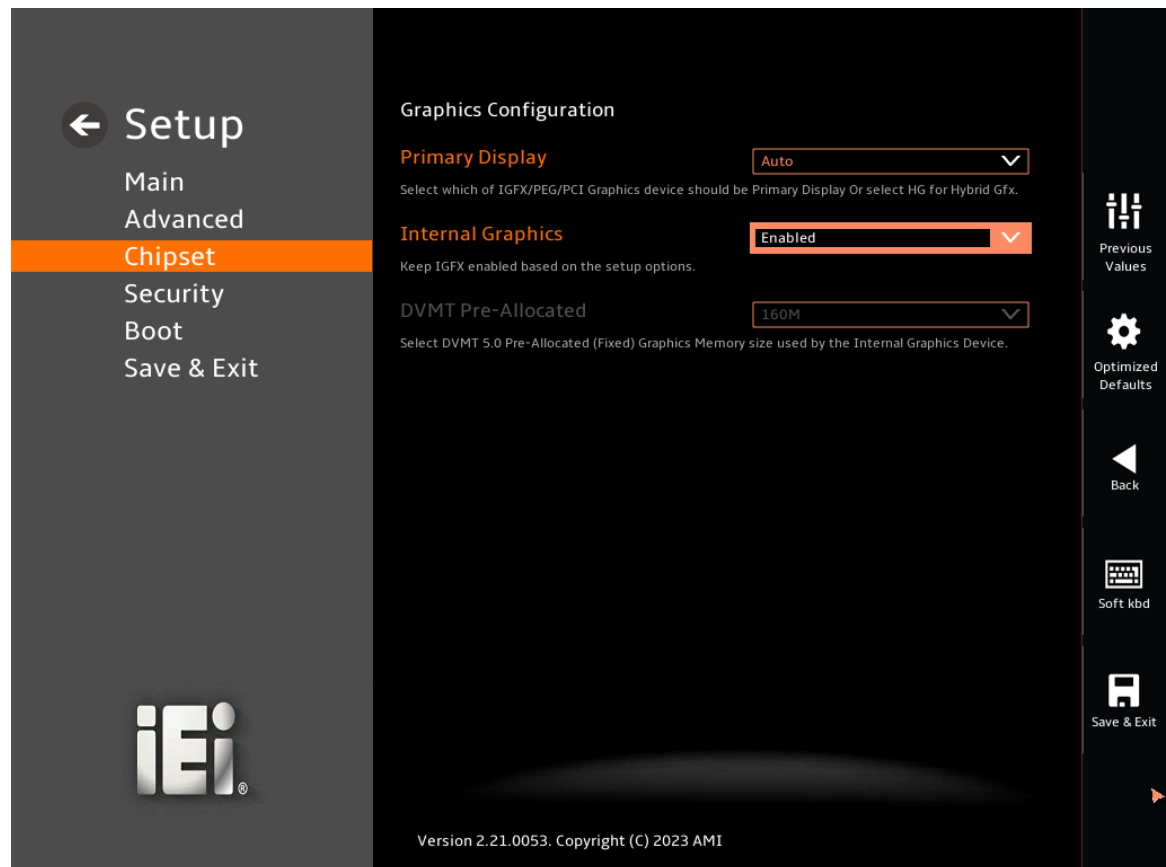 Setup
Main
Advanced
Chipset
Security
Boot
Save & Exit
iEi®
Graphics Configuration
Primary Display
Auto
Select which of IGFX/PEG/PCI Graphics device should be Primary Display Or select HG for Hybrid Gfx.
Internal Graphics
Enabled
Keep IGFX enabled based on the setup options.
DVMT Pre-Allocated
160M
Select DVMT 5.0 Pre-Allocated (Fixed) Graphics Memory size used by the Internal Graphics Device.
Version 2.21.0053. Copyright (C) 2023 AMI
Previous
Values
Optimized
Defaults
Back
Soft kbd
Save & Exit